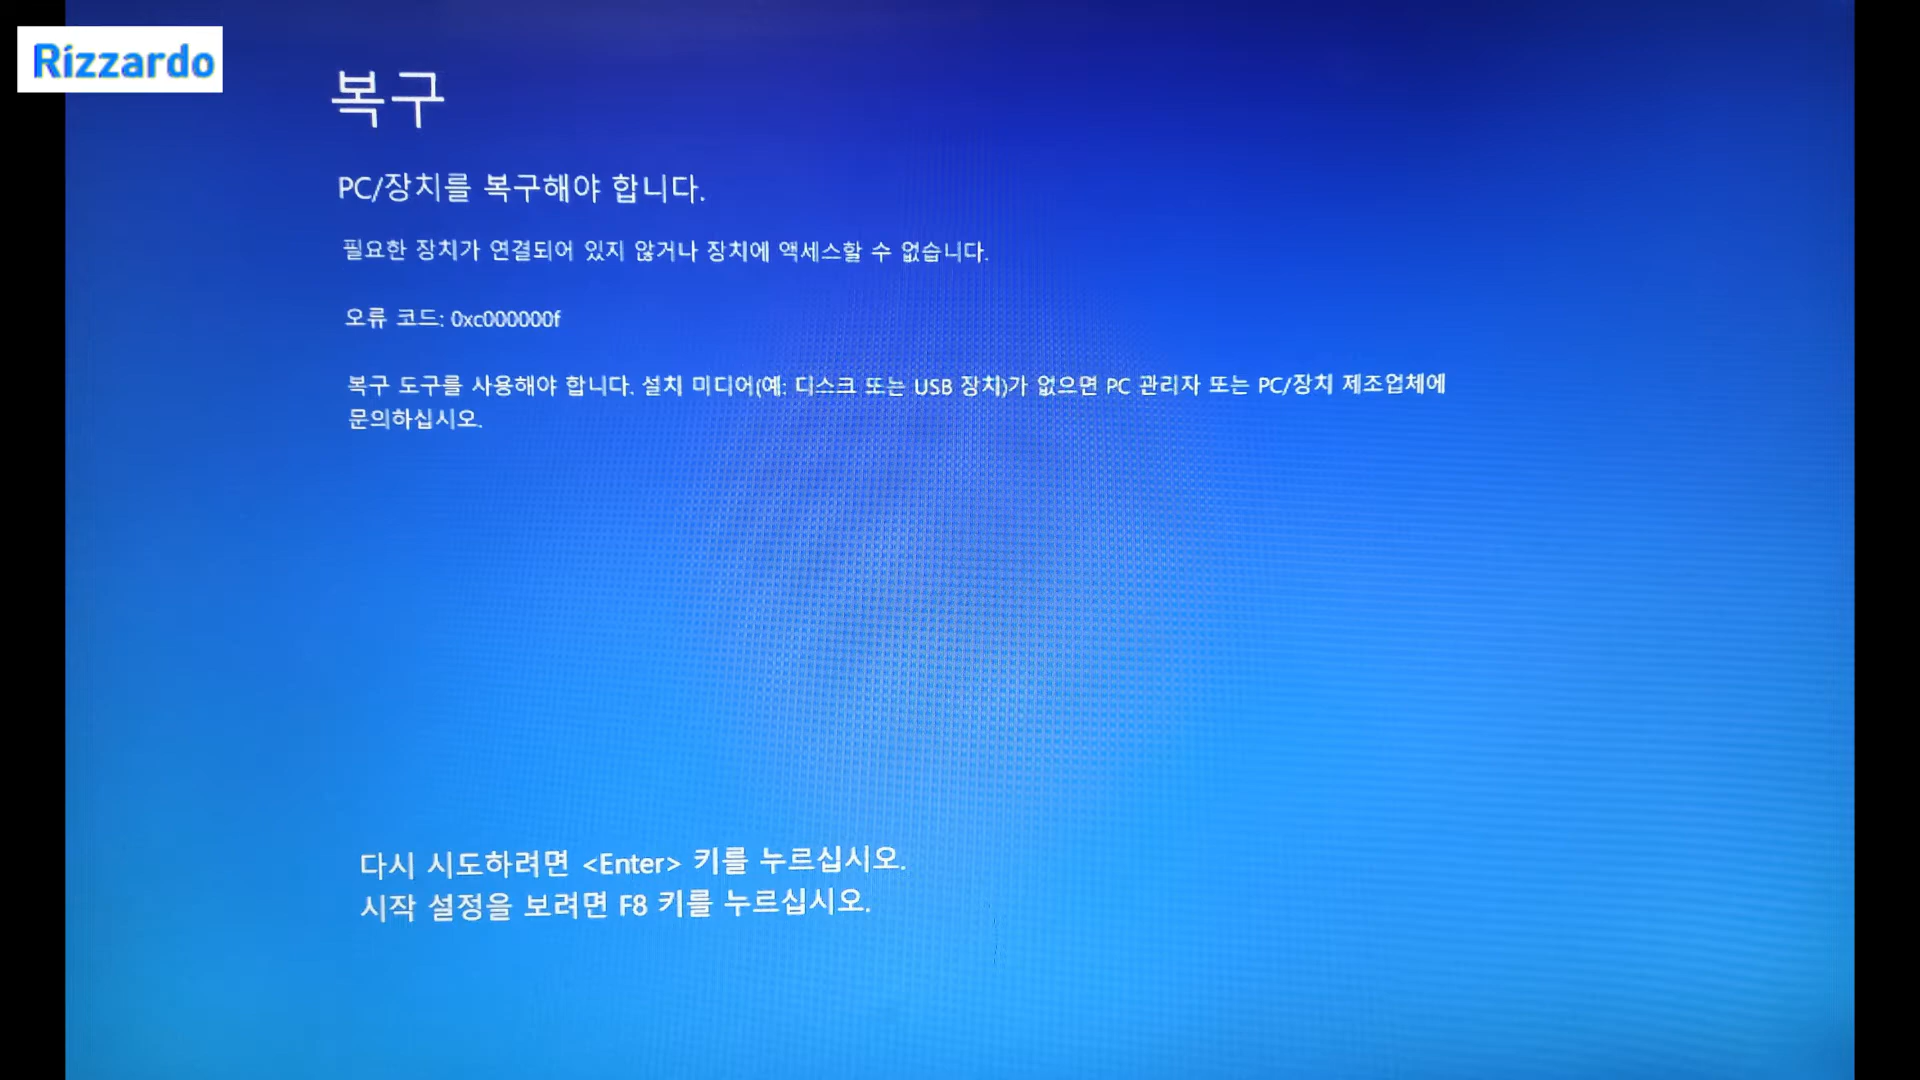 Rizzardo
복구
PC/장치를 복구해야 합니다.
필요한 장치가 연결되어 있지 않거나 장치에 액세스할 수 없습니다.
오류 코드: 0xc000000f
복구 도구를 사용해야 합니다. 설치 미디어(예: 디스크 또는 USB 장치)가 없으면 PC 관리자 또는 PC/장치 제조업체에
문의하십시오.
다시 시도하려면 <Enter> 키를 누르십시오.
시작 설정을 보려면 F8 키를 누르십시오.